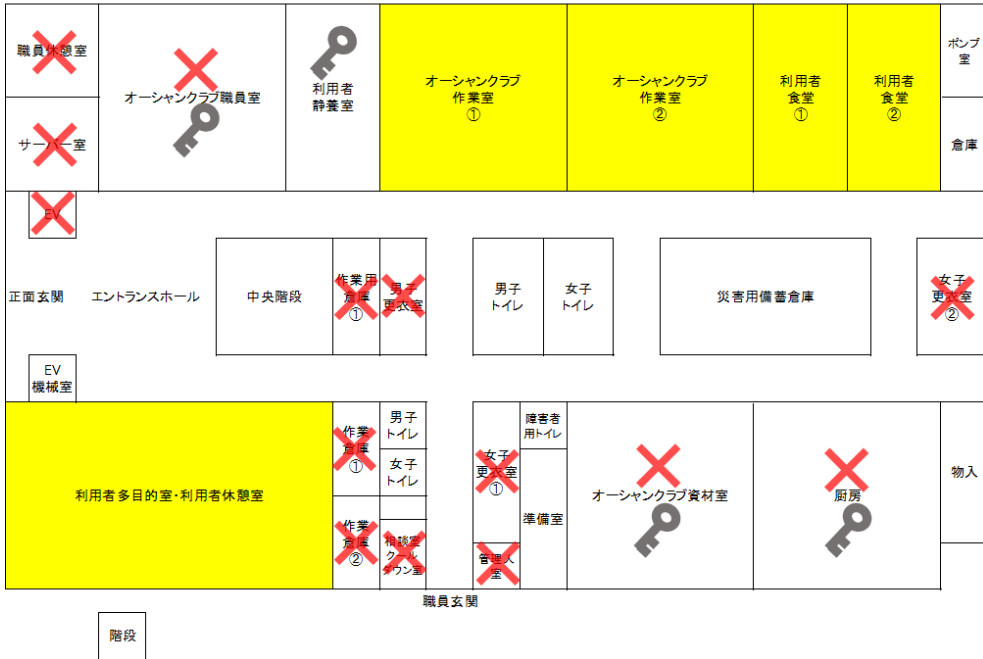 職員休憩室
オーシャンクラブ職員室
利用者
静養室
オーシャンクラブ
作業室
①
オーシャンクラブ
作業室
②
利用者
食堂
①
利用者
食堂
②
ポンプ
室
サーバー室
倉庫
EV
正面玄関
エントランスホール
中央階段
作業用
倉庫
①
男子
更衣室
男子
トイレ
女子
トイレ
災害用備蓄倉庫
女子
更衣室
②
EV
機械室
利用者多目的室・利用者休憩室
作業
倉庫
①
男子
トイレ
女子
トイレ
作業
倉庫
②
相談室
クール
ダウン室
女子
更衣室
①
管理人
室
障害者
用トイレ
準備室
オーシャンクラブ資材室
厨房
物入
職員玄関
階段